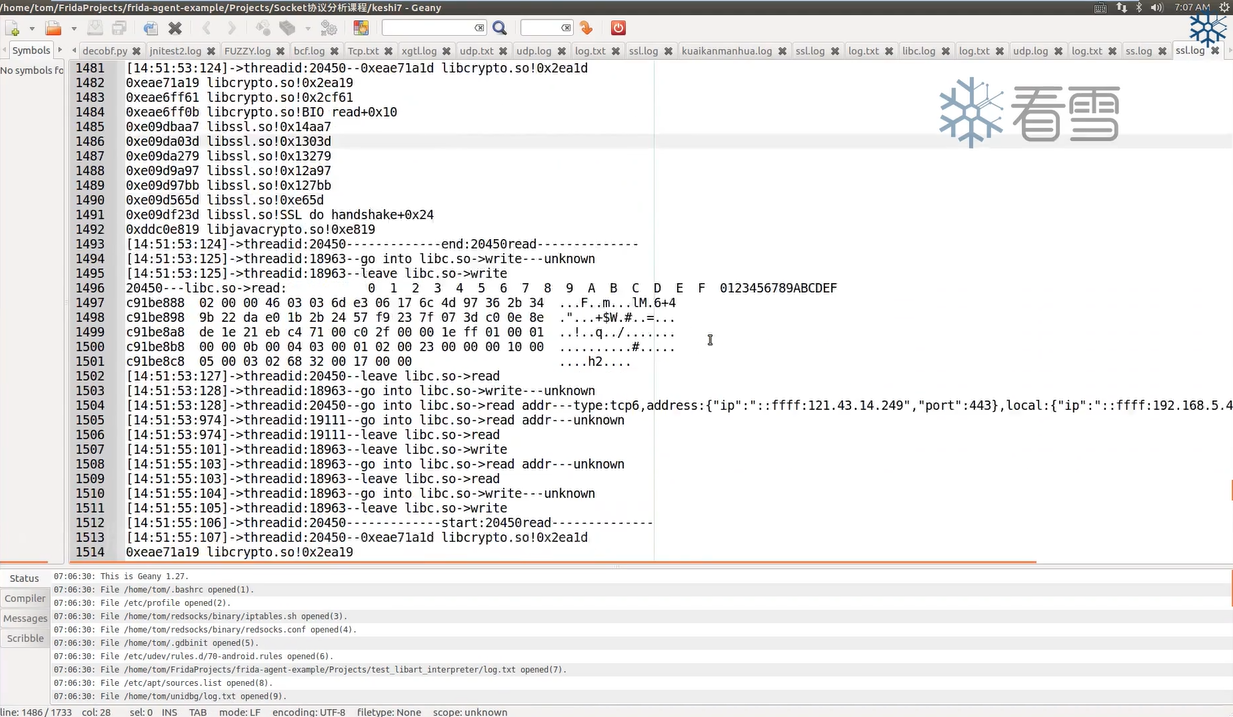 /home/tom/FridaProjects/frida-agent-example/Projects/Socket协议分析课程/keshi7 - Geany
7:07 AM
Symbols
decobf.py
jnitest2.log
FUZZY.LOG
bcf.log
Tcp.txt
xgtl.log
udp.txt
udp.log
log.txt
ssl.log
kuaikanmanhua.log
ssl.log
log.txt
libc.log
log.txt
udp.log
log.txt
ss.log
ssl.log
No symbols fo
看雪
1481 [14:51:53:124]->threadid:20450--0xeae71a1d libcrypto.so!0x2ea1d
1482 0xeae71a19 libcrypto.so!0x2ea19
1483 0xeae6ff61 libcrypto.so!0x2cf61
1484 0xeae6ff0b libcrypto.so!BIO read+0x10
1485 0xe09dbaa7 libssl.so!0x14aa7
1486 0xe09da03d libssl.so!0x1303d
1487 0xe09da279 libssl.so!0x13279
1488 0xe09d9a97 libssl.so!0x12a97
1489 0xe09d97bb libssl.so!0x127bb
1490 0xe09d565d libssl.so!0xe65d
1491 0xe09df23d libssl.so!SSL do handshake+0x24
1492 0xddc0e819 libjavacrypto.so!0xe819
1493 [14:51:53:124]->threadid:20450-------------end:20450read--------------
1494 [14:51:53:125]->threadid:18963--go into libc.so->write---unknown
1495 [14:51:53:125]->threadid:18963--leave libc.so->write
1496 20450---libc.so->read: 0 1 2 3 4 5 6 7 8 9 A B C D E F 0123456789ABCDEF
1497 c91be888 02 00 00 46 03 03 6d e3 06 17 6c 4d 97 36 2b 34 ...F..m...lM.6+4
1498 c91be898 9b 22 da e0 1b 2b 24 57 f9 23 7f 07 3d c0 0e 8e ."...+$W.#..=...
1499 c91be8a8 de 1e 21 eb c4 71 00 c0 2f 00 00 1e ff 01 00 01 ..!..q../.......
1500 c91be8b8 00 00 0b 00 04 03 00 01 02 00 23 00 00 00 10 00 ..........#.....
1501 c91be8c8 05 00 03 02 68 32 00 17 00 00 ....h2....
1502 [14:51:53:127]->threadid:20450--leave libc.so->read
1503 [14:51:53:128]->threadid:18963--go into libc.so->write---unknown
1504 [14:51:53:128]->threadid:20450--go into libc.so->read addr---type:tcp6,address:{"ip":"::ffff:121.43.14.249","port":443},local:{"ip":"::ffff:192.168.5.4
1505 [14:51:53:974]->threadid:19111--go into libc.so->read addr---unknown
1506 [14:51:53:974]->threadid:19111--leave libc.so->read
1507 [14:51:55:101]->threadid:18963--leave libc.so->write
1508 [14:51:55:103]->threadid:18963--go into libc.so->read addr---unknown
1509 [14:51:55:103]->threadid:18963--leave libc.so->read
1510 [14:51:55:104]->threadid:18963--go into libc.so->write---unknown
1511 [14:51:55:105]->threadid:18963--leave libc.so->write
1512 [14:51:55:106]->threadid:20450-------------start:20450read--------------
1513 [14:51:55:107]->threadid:20450--0xeae71a1d libcrypto.so!0x2ea1d
1514 0xeae71a19 libcrypto.so!0x2ea19
Status
Compiler
Messages
Scribble
07:06:30: This is Geany 1.27.
07:06:30: File /home/tom/.bashrc opened(1).
07:06:30: File /etc/profile opened(2).
07:06:30: File /home/tom/redsocks/binary/iptables.sh opened(3).
07:06:30: File /home/tom/redsocks/binary/redsocks.conf opened(4).
07:06:30: File /home/tom/.gdbinit opened(5).
07:06:30: File /etc/udev/rules.d/70-android.rules opened(6).
07:06:30: File /home/tom/FridaProjects/frida-agent-example/Projects/test_libart_interpreter/log.txt opened(7).
07:06:30: File /etc/apt/sources.list opened(8).
07:06:30: File /home/tom/unidbg/log.txt opened(9).
line: 1486 / 1733 col: 28 sel: 0 INS TAB mode: LF encoding: UTF-8 filetype: None scope: unknown